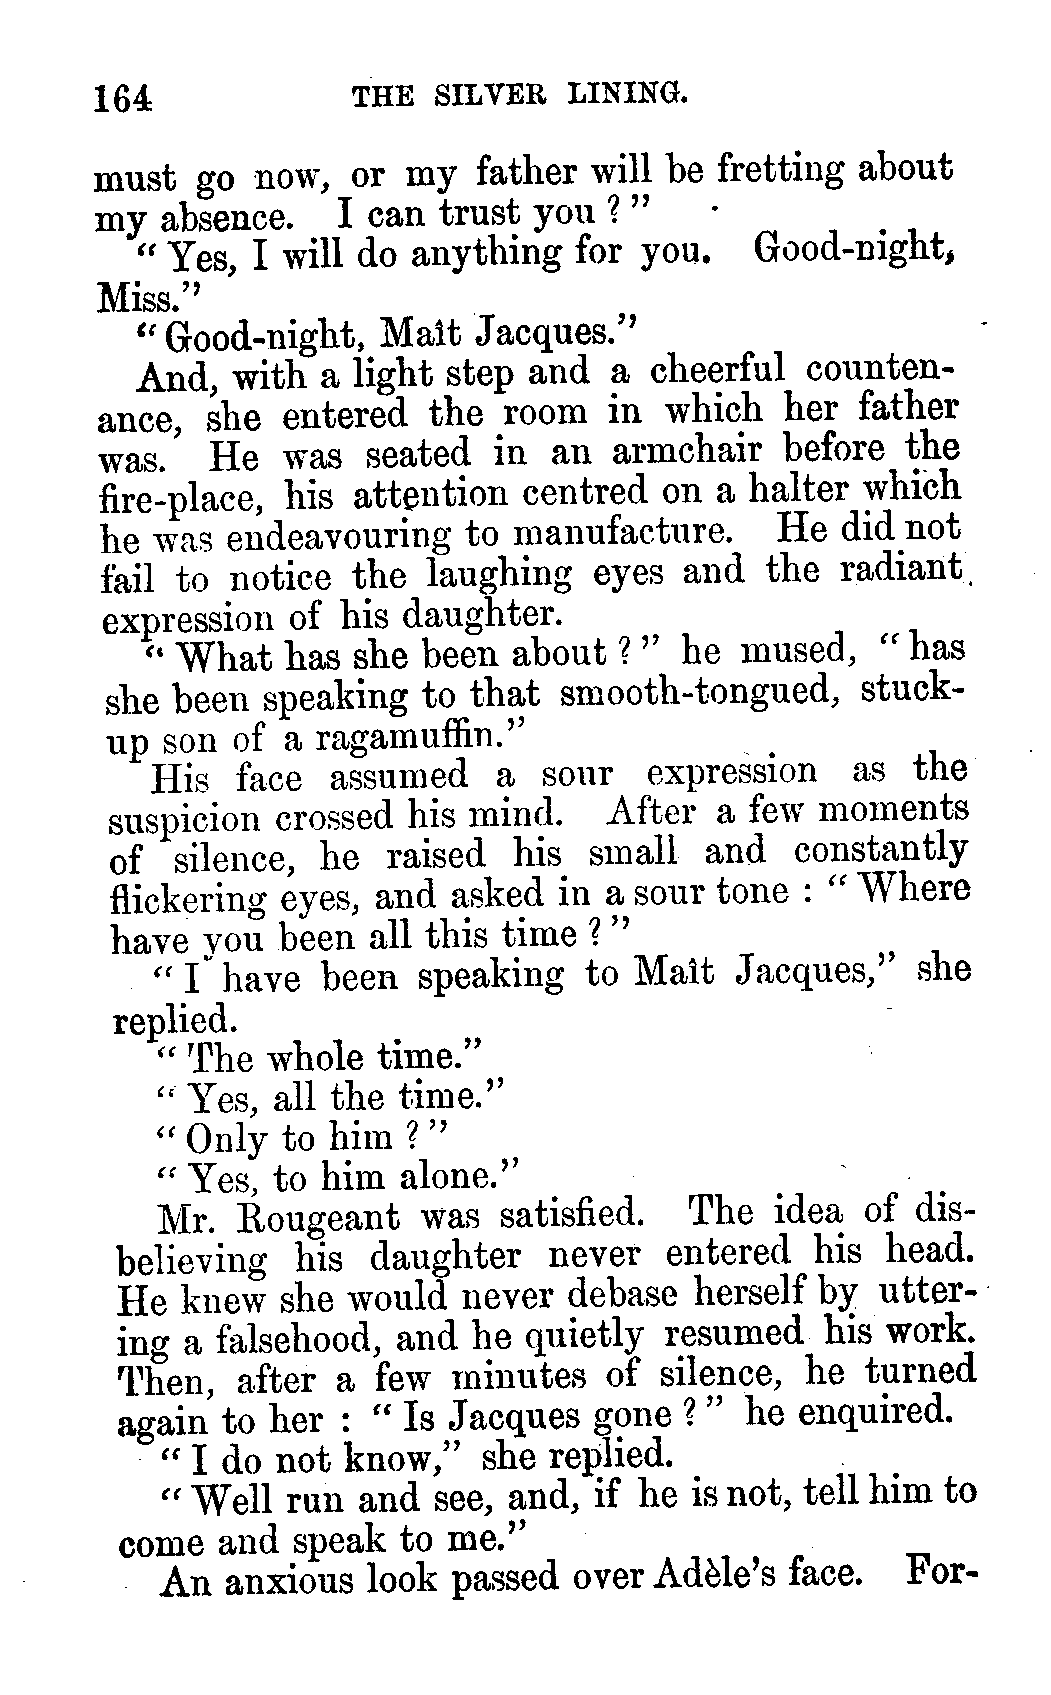 164 THE SILVER LINING.
must go now, or my father will be fretting about
my absence. I can trust you ? ”
“ Yes, I will do anything for you. Good-night,
Miss.”
“ Good-night, Maît Jacques.”
And, with a light step and a cheerful counten-
ance, she entered the room in which her father
was. He was seated in an armchair before the
fire-place, his attention centred on a halter which
he was endeavouring to manufacture. He did not
fail to notice the laughing eyes and the radiant
expression of his daughter.
“ What has she been about ? ” he mused, “ has
she been speaking to that smooth-tongued, stuck-
up son of a ragamuffin.”
His face assumed a sour expression as the
suspicion crossed his mind. After a few moments
of silence, he raised his small and constantly
flickering eyes, and asked in a sour tone : “ Where
have you been all this time ? ”
“ I have been speaking to Maît Jacques,” she
replied.
“ The whole time.”
“ Yes, all the time.”
“ Only to him ? ”
“ Yes, to him alone.”
Mr. Rougeant was satisfied. The idea of dis-
believing his daughter never entered his head.
He knew she would never debase herself by utter-
ing a falsehood, and he quietly resumed his work.
Then, after a few minutes of silence, he turned
again to her : “ Is Jacques gone ? ” he enquired.
“ I do not know,” she replied.
“ Well run and see, and, if he is not, tell him to
come and speak to me.”
An anxious look passed over Adèle’s face. For-